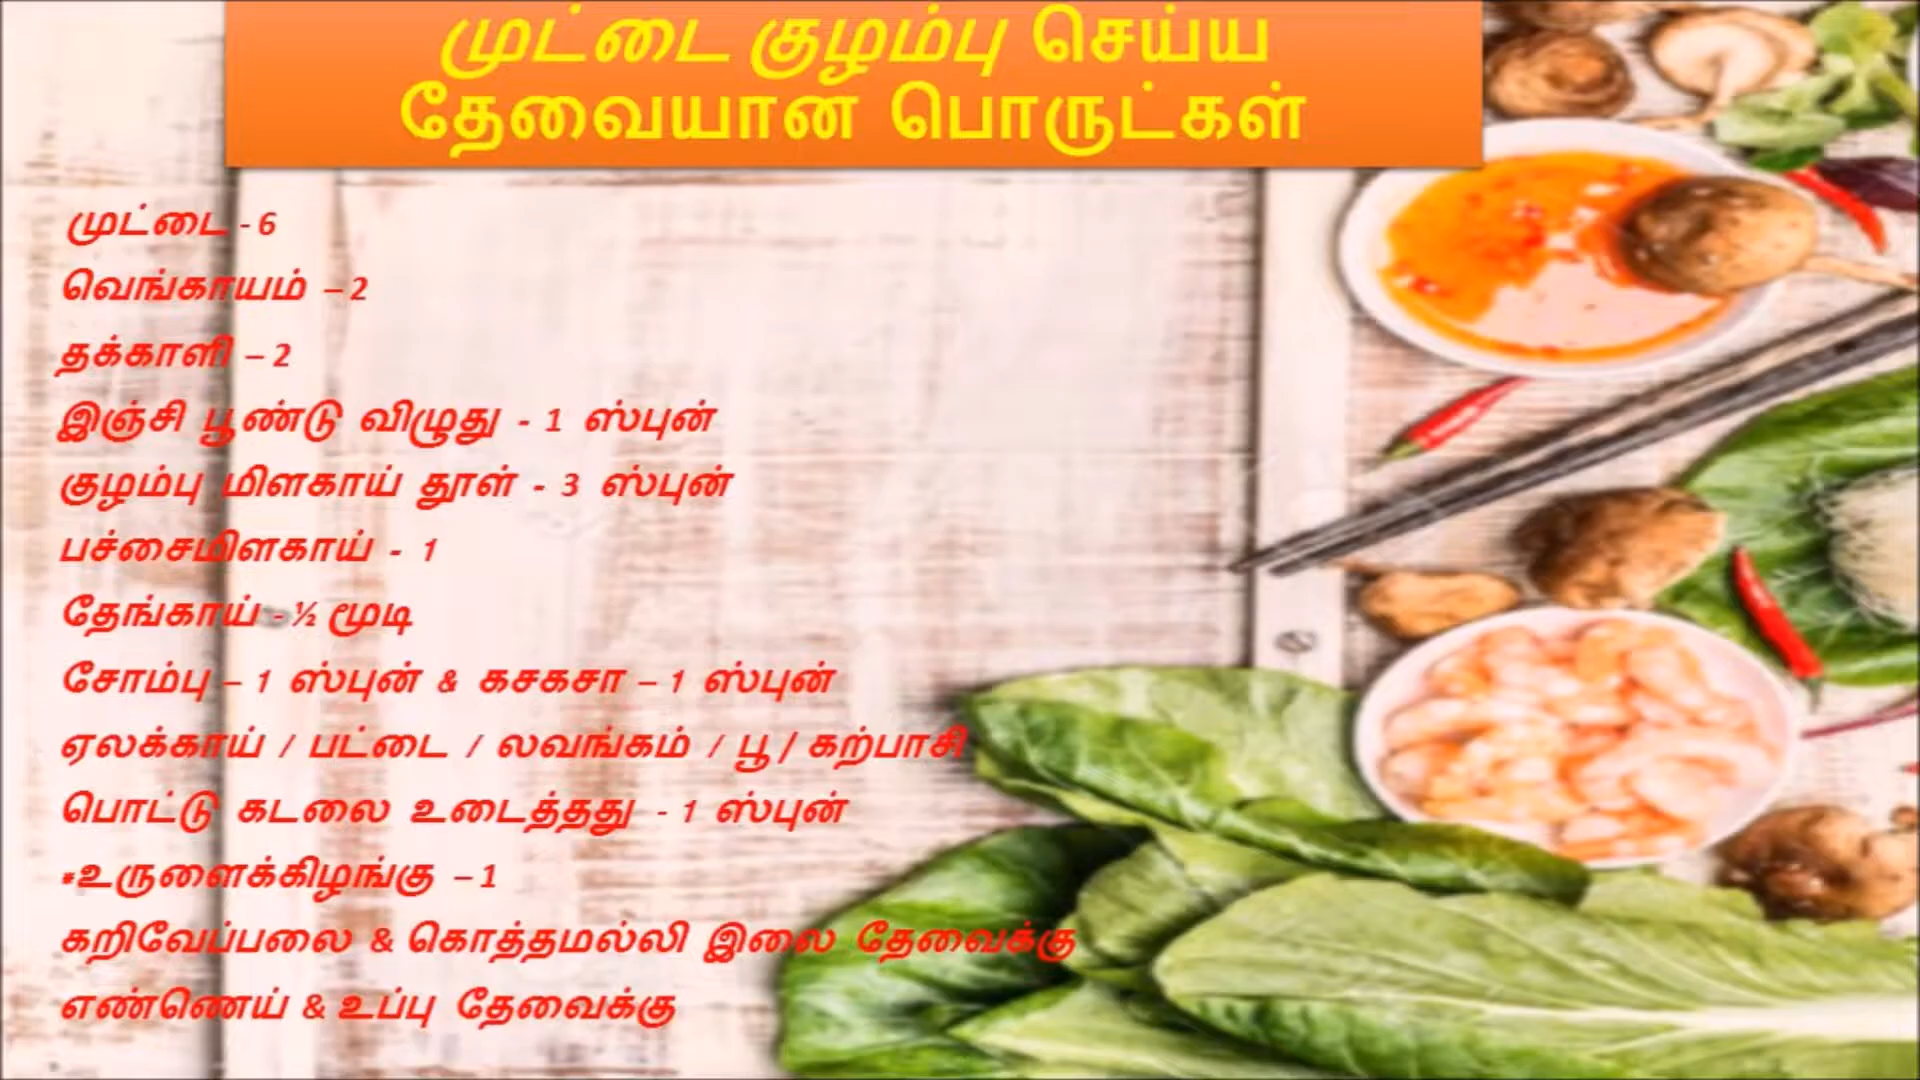 முட்டை குழம்பு செய்ய
தேவையான பொருட்கள்
முட்டை - 6
வெங்காயம் – 2
தக்காளி – 2
இஞ்சி பூண்டு விழுது - 1 ஸ்புன்
குழம்பு மிளகாய் தூள் - 3 ஸ்புன்
பச்சைமிளகாய் - 1
தேங்காய் - ½ மூடி
சோம்பு – 1 ஸ்புன் & கசகசா – 1 ஸ்புன்
ஏலக்காய் / பட்டை / லவங்கம் / பூ / கற்பாசி
பொட்டு கடலை உடைத்தது - 1 ஸ்புன்
*உருளைக்கிழங்கு – 1
கறிவேப்பலை & கொத்தமல்லி இலை தேவைக்கு
எண்ணெய் & உப்பு தேவைக்கு